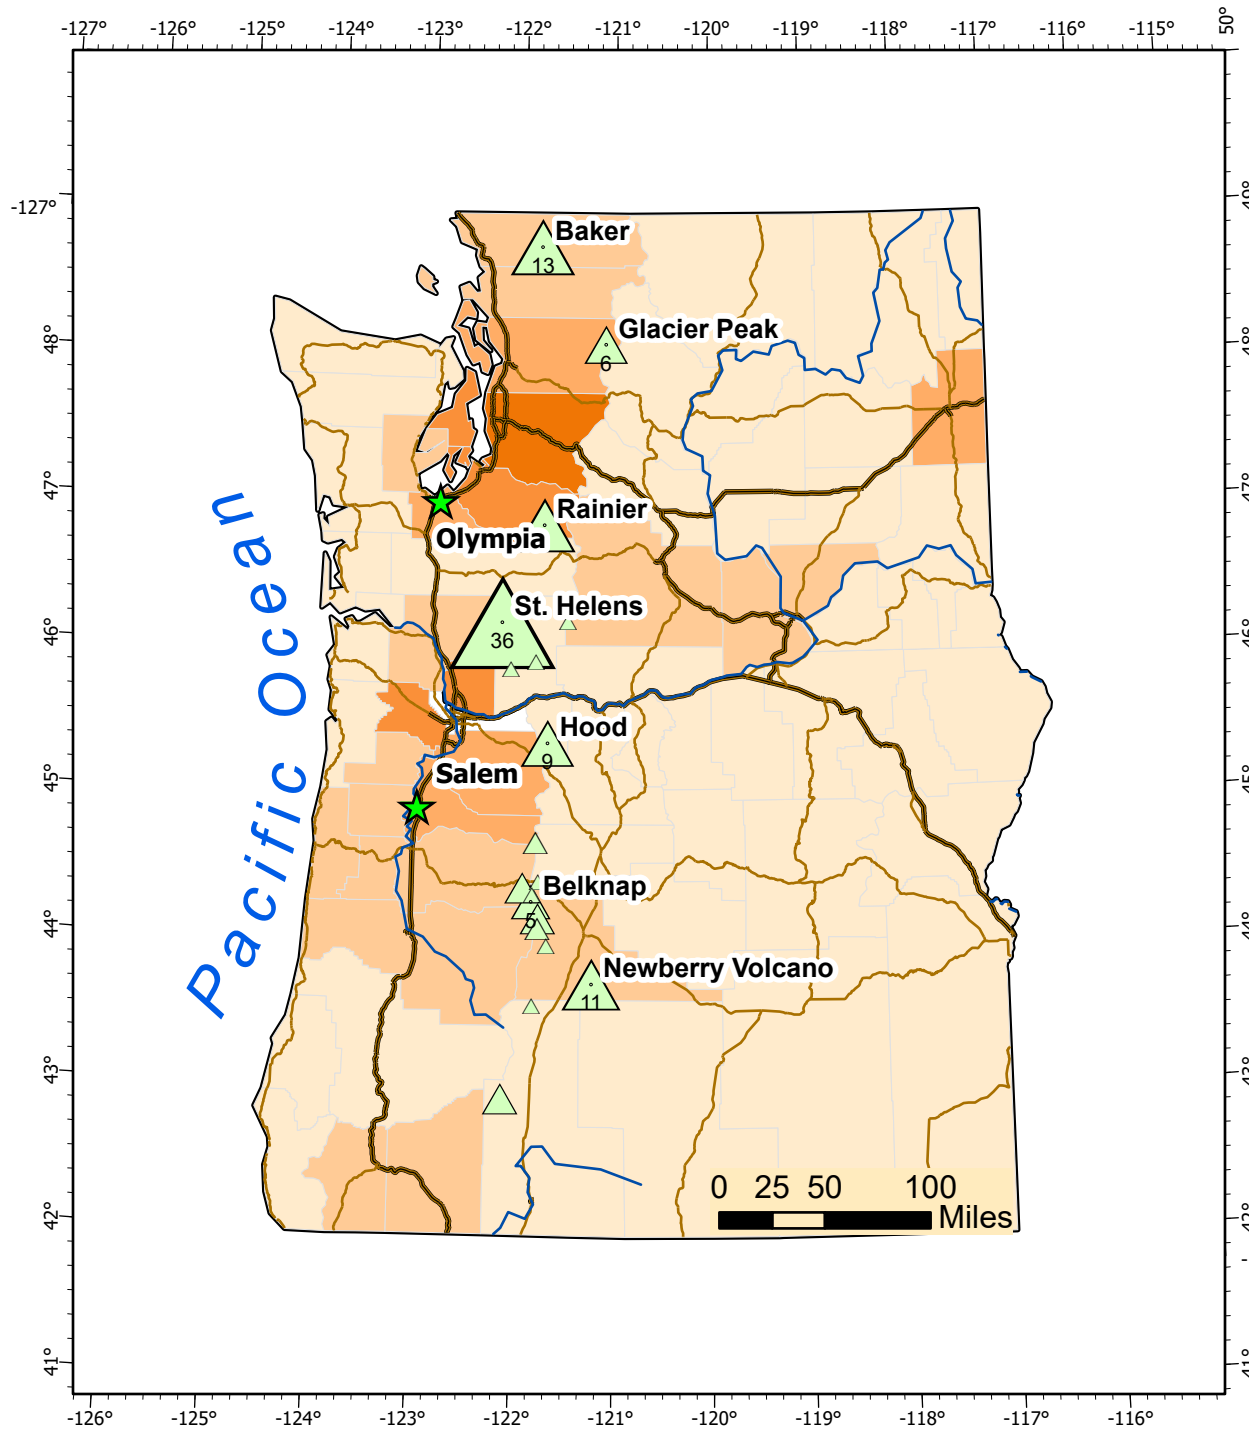 -127° -126° -125° -124° -123° -122° -121° -120° -119° -118° -117° -116° -115° 50°
-127°
Baker
13
Glacier Peak
48°
6
47°
Rainier
Olympia
St. Helens
46°
36
Pacific Ocean
Hood
9
Salem
45°
Belknap
5
44°
Newberry Volcano
11
43°
0 25 50 100
Miles
42°
41°
-126° -125° -124° -123° -122° -121° -120° -119° -118° -117° -116°